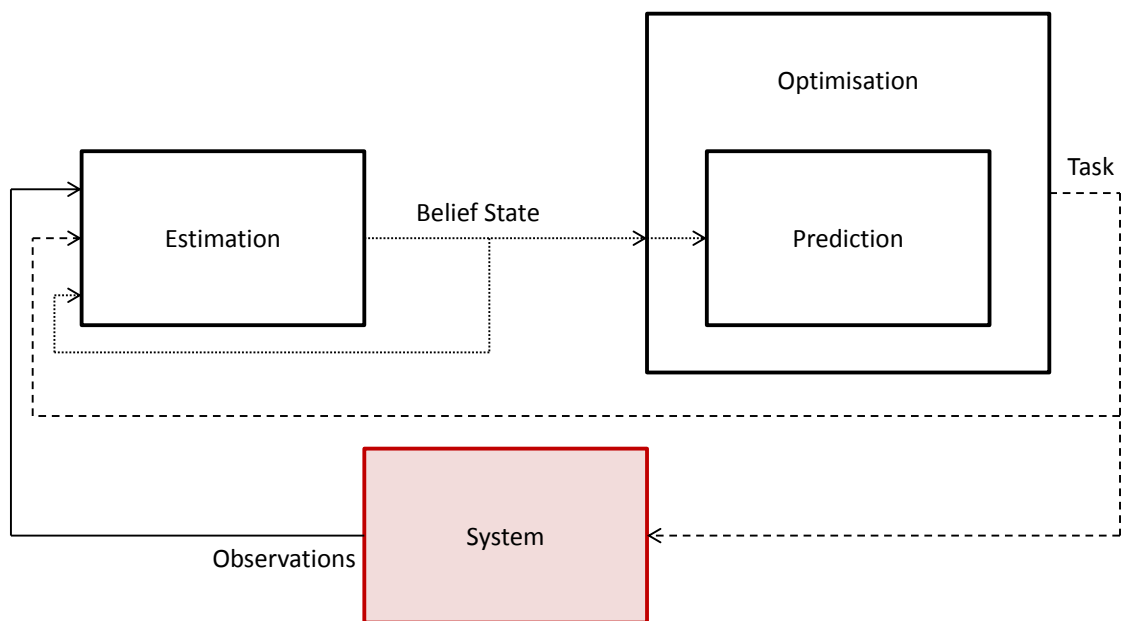 Optimisation
Task
Belief State
Estimation
Prediction
System
Observations